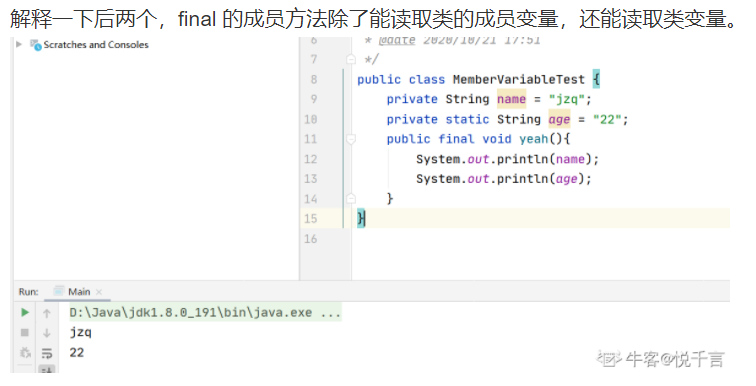 解释一下后两个，final 的成员方法除了能读取类的成员变量，还能读取类变量。
Scratches and Consoles
6 * @date 2020/10/21 17:51
7 */
8 public class MemberVariableTest {
9 private String name = "jzq";
10 private static String age = "22";
11 public final void yeah(){
12 System.out.println(name);
13 System.out.println(age);
14 }
15 }
16
Run: Main ×
D:\Java\jdk1.8.0_191\bin\java.exe ...
jzq
22
牛客@悦千言